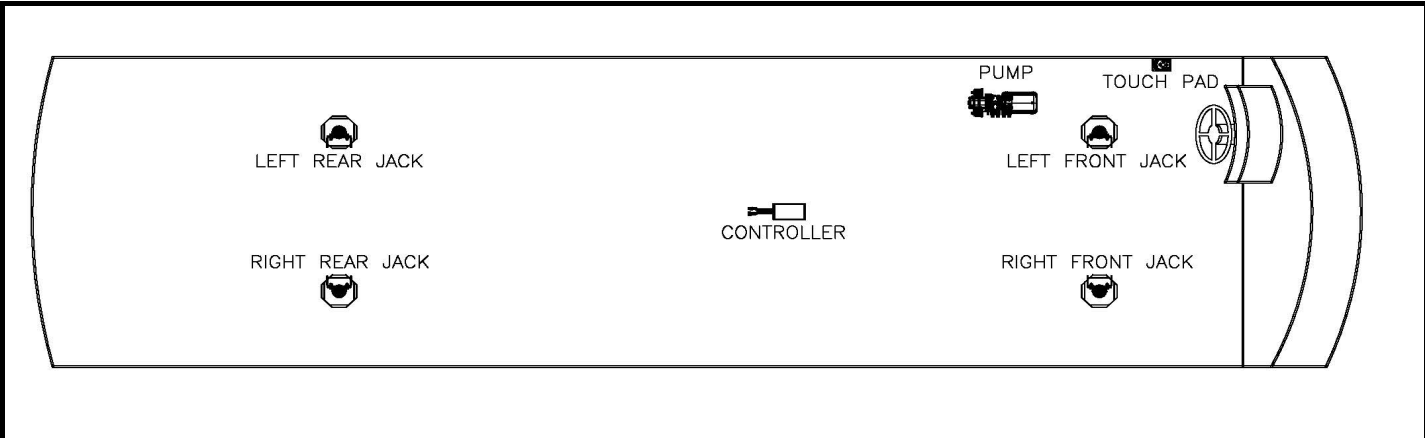 PUMP
TOUCH PAD
LEFT REAR JACK
LEFT FRONT JACK
CONTROLLER
RIGHT REAR JACK
RIGHT FRONT JACK